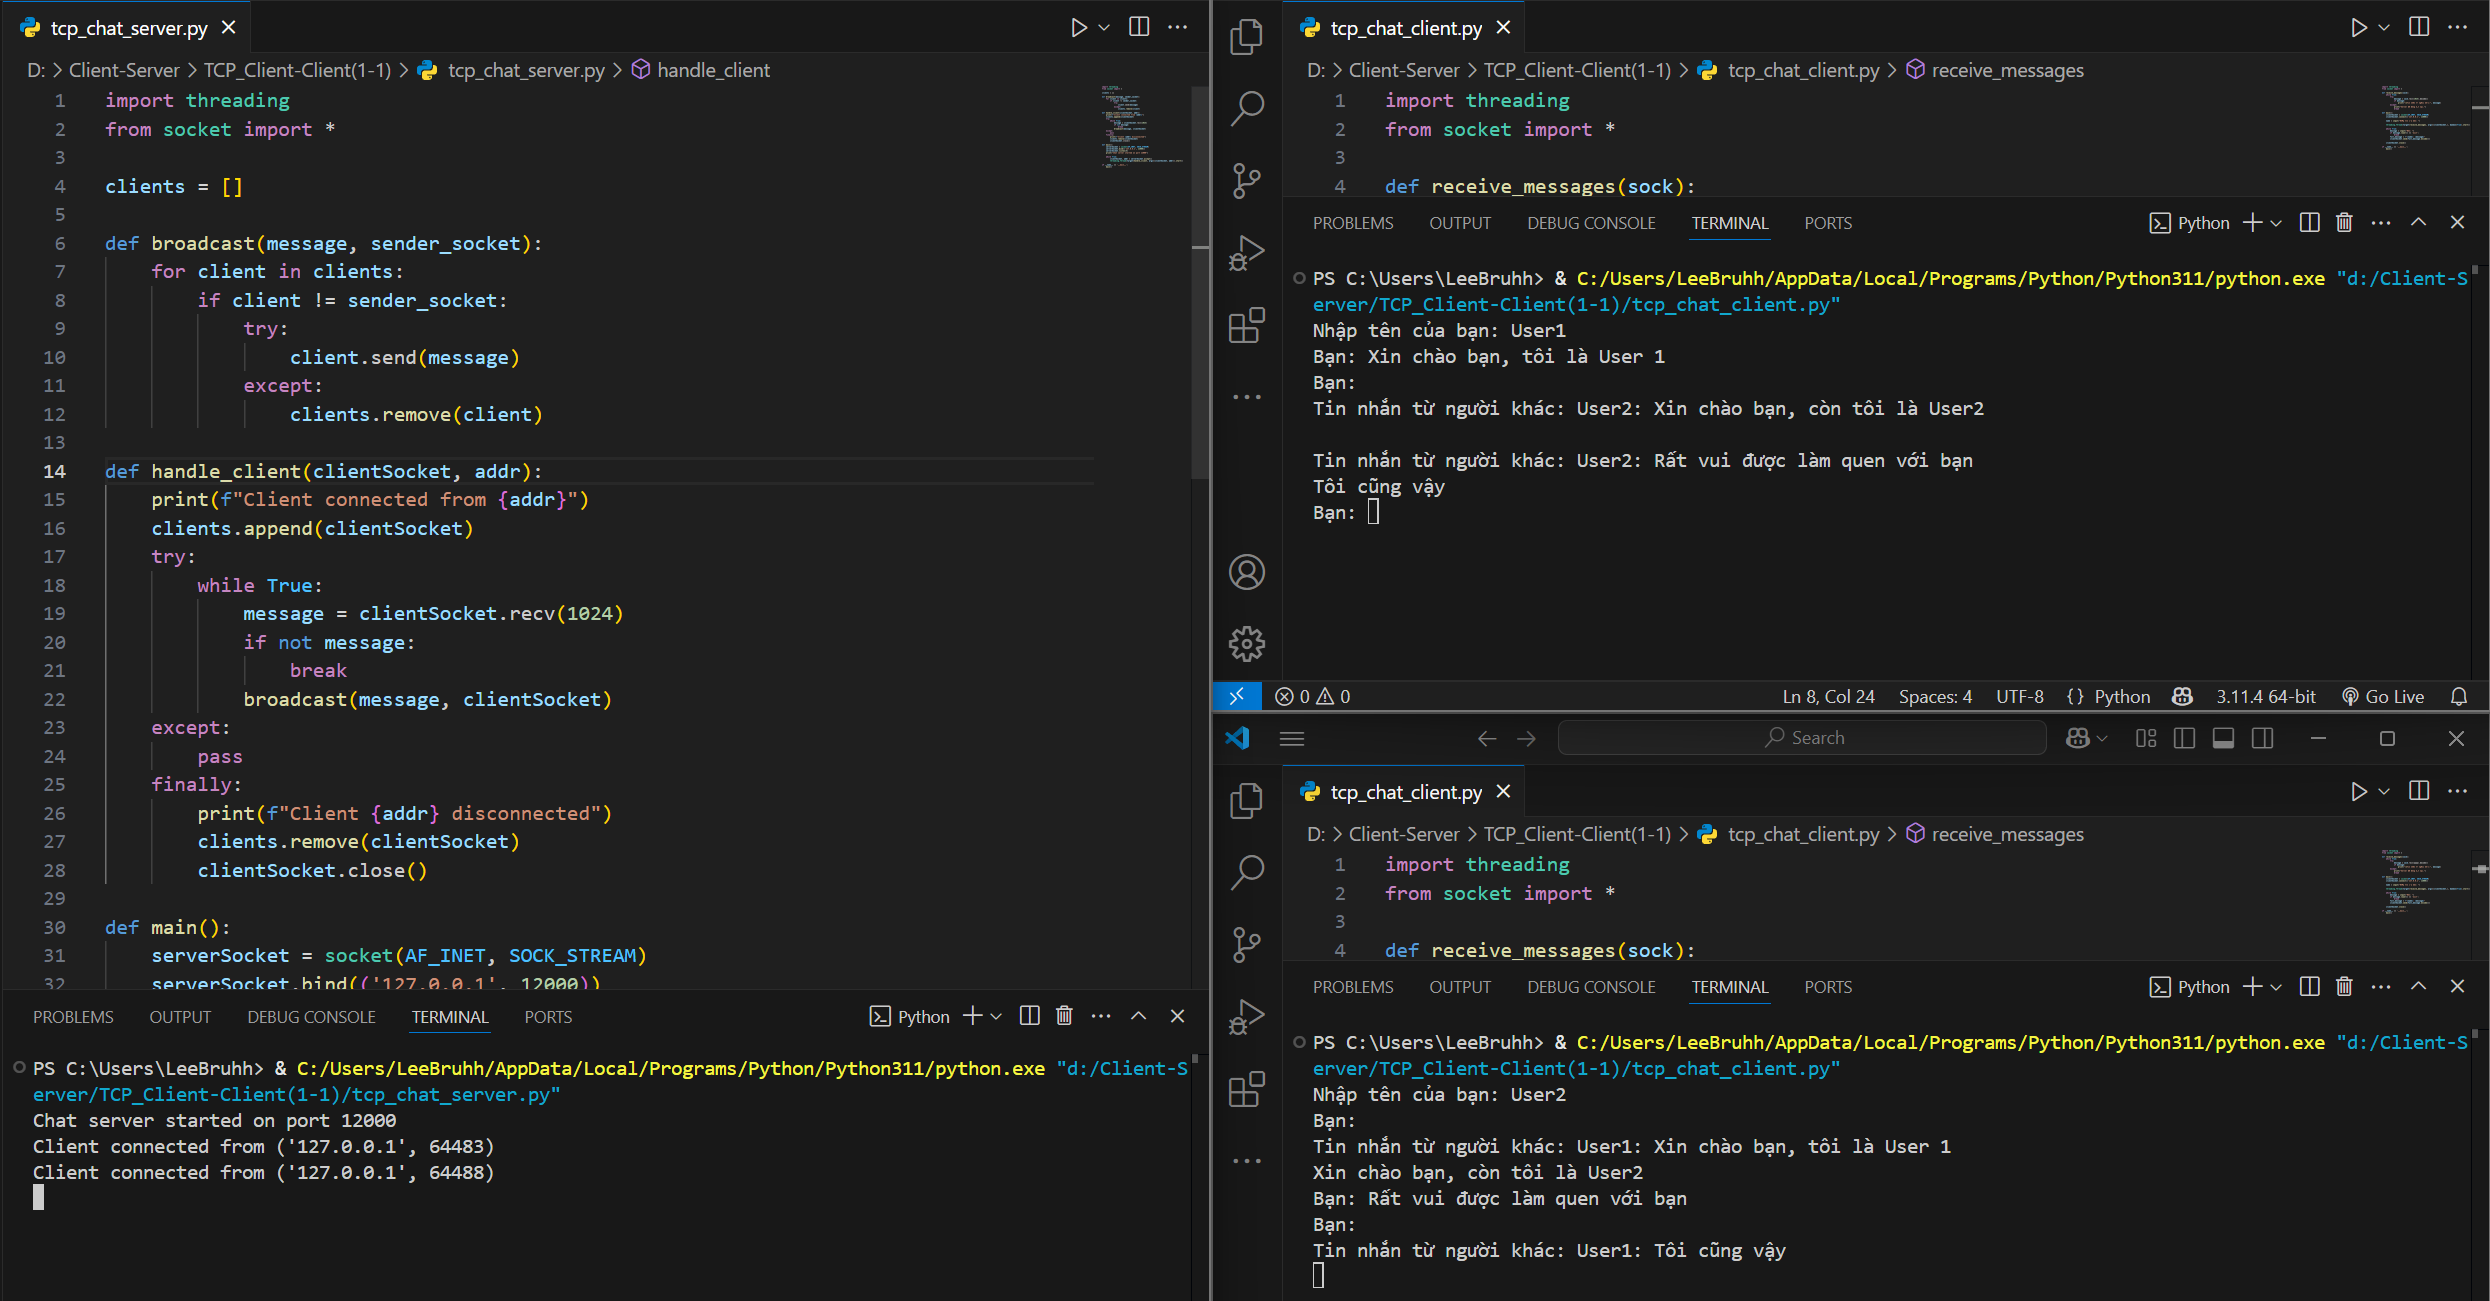 tcp_chat_server.py
D: > Client-Server > TCP_Client-Client(1-1) > tcp_chat_server.py > handle_client
1 import threading
2 from socket import *
3
4 clients = []
5
6 def broadcast(message, sender_socket):
7     for client in clients:
8         if client != sender_socket:
9             try:
10                 client.send(message)
11             except:
12                 clients.remove(client)
13
14 def handle_client(clientSocket, addr):
15     print(f"Client connected from {addr}")
16     clients.append(clientSocket)
17     try:
18         while True:
19             message = clientSocket.recv(1024)
20             if not message:
21                 break
22             broadcast(message, clientSocket)
23     except:
24         pass
25     finally:
26         print(f"Client {addr} disconnected")
27         clients.remove(clientSocket)
28         clientSocket.close()
29
30 def main():
31     serverSocket = socket(AF_INET, SOCK_STREAM)
32     serverSocket.bind(('127.0.0.1', 12000))
PROBLEMS OUTPUT DEBUG CONSOLE TERMINAL PORTS Python
PS C:\Users\LeeBruhh> & C:/Users/LeeBruhh/AppData/Local/Programs/Python/Python311/python.exe "d:/Client-S
erver/TCP_Client-Client(1-1)/tcp_chat_server.py"
Chat server started on port 12000
Client connected from ('127.0.0.1', 64483)
Client connected from ('127.0.0.1', 64488)
tcp_chat_client.py
D: > Client-Server > TCP_Client-Client(1-1) > tcp_chat_client.py > receive_messages
1 import threading
2 from socket import *
3
4 def receive_messages(sock):
PROBLEMS OUTPUT DEBUG CONSOLE TERMINAL PORTS Python
PS C:\Users\LeeBruhh> & C:/Users/LeeBruhh/AppData/Local/Programs/Python/Python311/python.exe "d:/Client-S
erver/TCP_Client-Client(1-1)/tcp_chat_client.py"
Nhập tên của bạn: User1
Bạn: Xin chào bạn, tôi là User 1
Bạn:
Tin nhắn từ người khác: User2: Xin chào bạn, còn tôi là User2
Tin nhắn từ người khác: User2: Rất vui được làm quen với bạn
Tôi cũng vậy
Bạn:
0 0 Ln 8, Col 24 Spaces: 4 UTF-8 {} Python 3.11.4 64-bit Go Live
Search
tcp_chat_client.py
D: > Client-Server > TCP_Client-Client(1-1) > tcp_chat_client.py > receive_messages
1 import threading
2 from socket import *
3
4 def receive_messages(sock):
PROBLEMS OUTPUT DEBUG CONSOLE TERMINAL PORTS Python
PS C:\Users\LeeBruhh> & C:/Users/LeeBruhh/AppData/Local/Programs/Python/Python311/python.exe "d:/Client-S
erver/TCP_Client-Client(1-1)/tcp_chat_client.py"
Nhập tên của bạn: User2
Bạn:
Tin nhắn từ người khác: User1: Xin chào bạn, tôi là User 1
Xin chào bạn, còn tôi là User2
Bạn: Rất vui được làm quen với bạn
Bạn:
Tin nhắn từ người khác: User1: Tôi cũng vậy